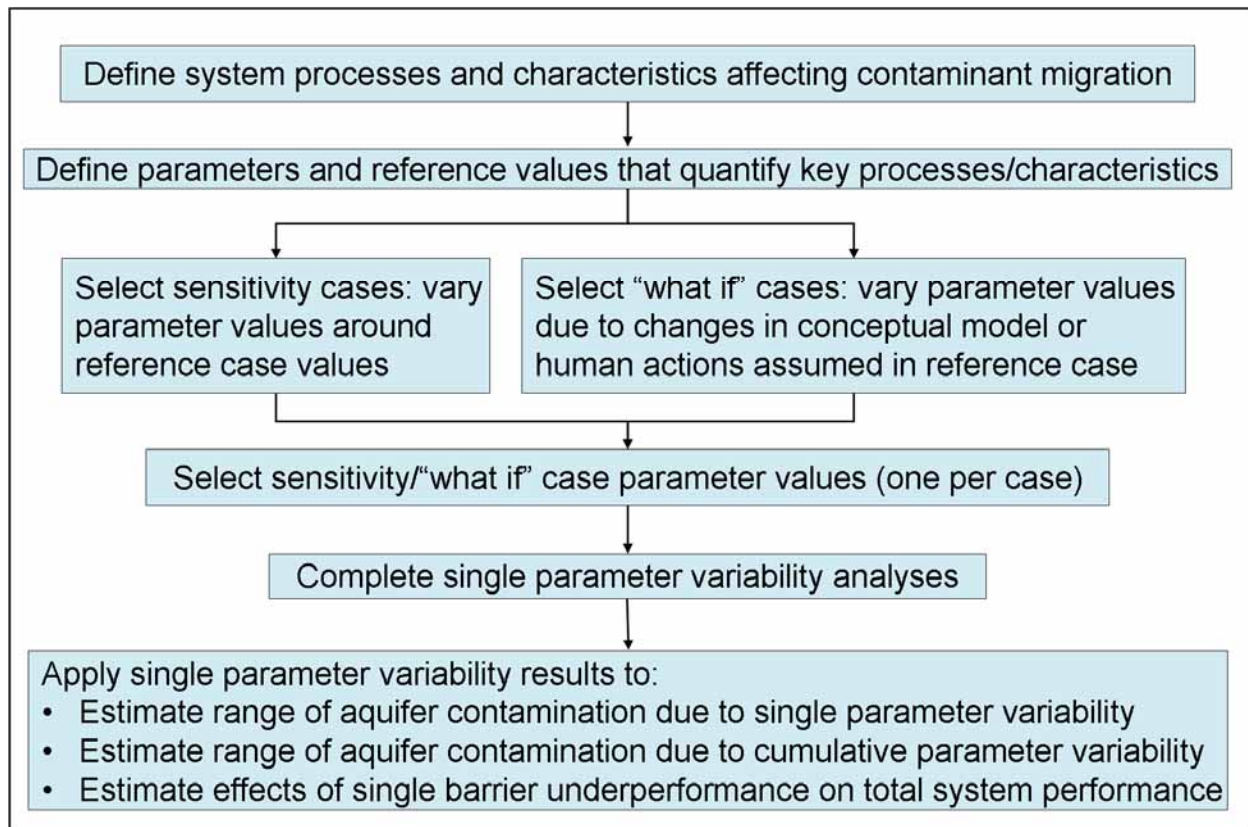 Define system processes and characteristics affecting contaminant migration
Define parameters and reference values that quantify key processes/characteristics
Select sensitivity cases: vary
parameter values around
reference case values
Select “what if” cases: vary parameter values
due to changes in conceptual model or
human actions assumed in reference case
Select sensitivity/“what if” case parameter values (one per case)
Complete single parameter variability analyses
Apply single parameter variability results to:
• Estimate range of aquifer contamination due to single parameter variability
• Estimate range of aquifer contamination due to cumulative parameter variability
• Estimate effects of single barrier underperformance on total system performance